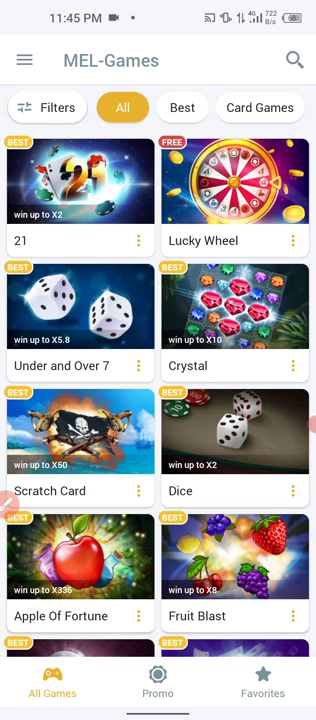 11:45 PM
4G 722 B/s
MEL-Games
Filters All Best Card Games
BEST FREE
21
win up to X2
21 Lucky Wheel
BEST BEST
win up to X5.8 win up to X10
Under and Over 7 Crystal
BEST BEST
win up to X50 win up to X2
Scratch Card Dice
BEST BEST
win up to X336 win up to X8
Apple Of Fortune Fruit Blast
BEST BEST
All Games Promo Favorites